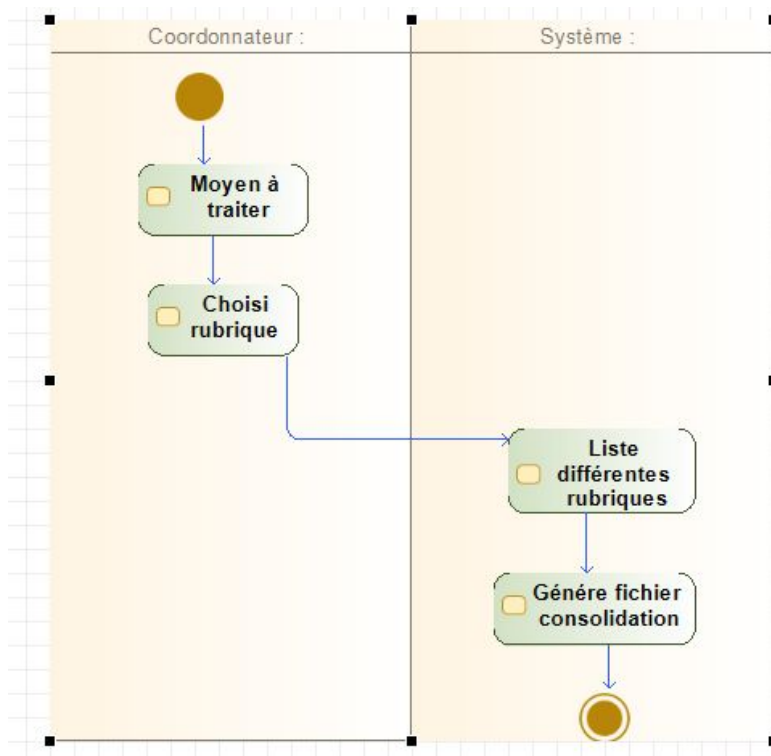 Coordonnateur :
Système :
Moyen à
traiter
Choisi
rubrique
Liste
différentes
rubriques
Génére fichier
consolidation